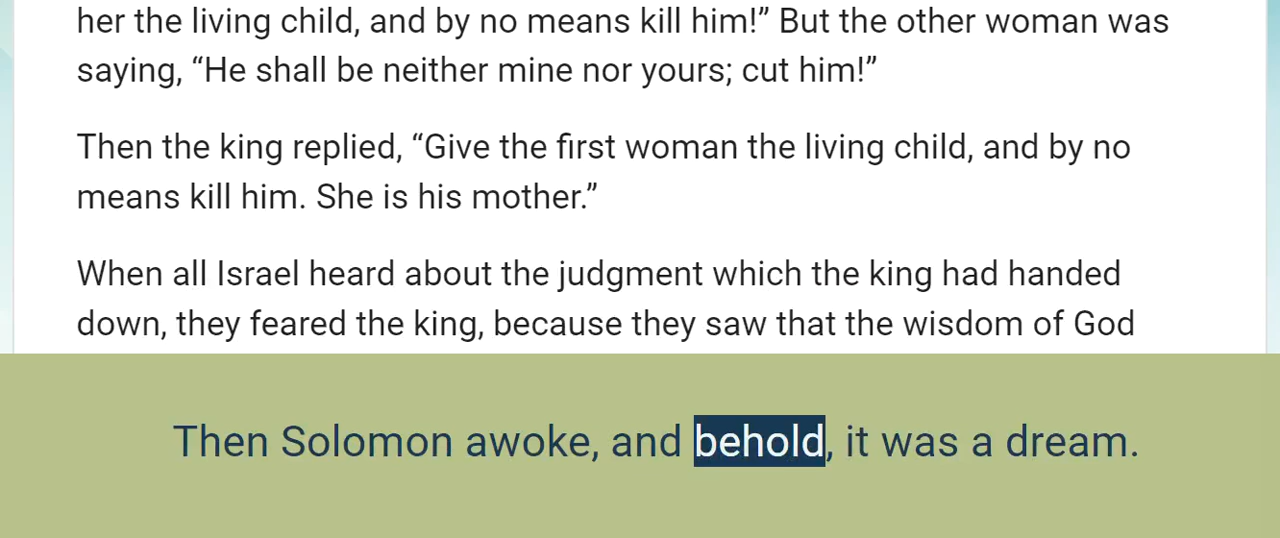 her the living child, and by no means kill him!” But the other woman was
saying, “He shall be neither mine nor yours; cut him!”
Then the king replied, “Give the first woman the living child, and by no
means kill him. She is his mother.”
When all Israel heard about the judgment which the king had handed
down, they feared the king, because they saw that the wisdom of God
Then Solomon awoke, and behold, it was a dream.